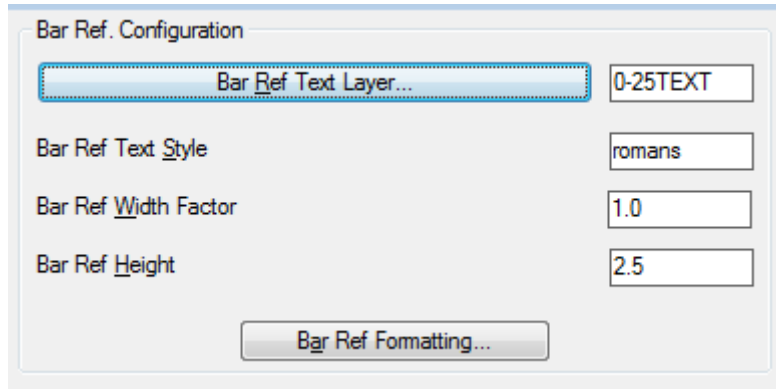 Bar Ref. Configuration
Bar Ref Text Layer... 0-25TEXT
Bar Ref Text Style romans
Bar Ref Width Factor 1.0
Bar Ref Height 2.5
Bar Ref Formatting...